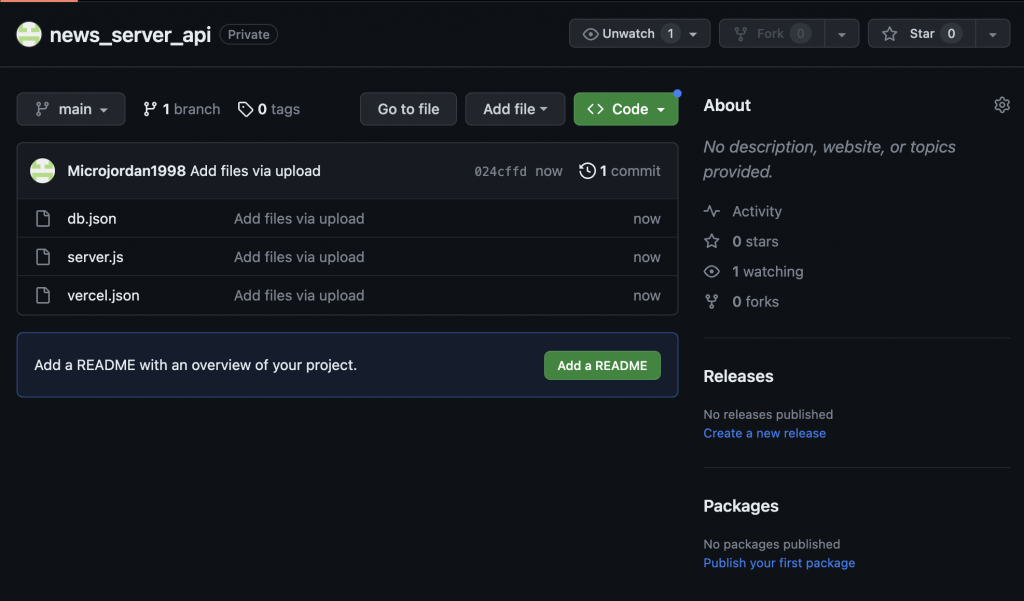 news_server_api Private Unwatch 1 Fork 0 Star 0
main 1 branch 0 tags Go to file Add file Code
Microjordan1998 Add files via upload 024cffd now 1 commit
db.json Add files via upload now
server.js Add files via upload now
vercel.json Add files via upload now
Add a README with an overview of your project. Add a README
About
No description, website, or topics
provided.
Activity
0 stars
1 watching
0 forks
Releases
No releases published
Create a new release
Packages
No packages published
Publish your first package